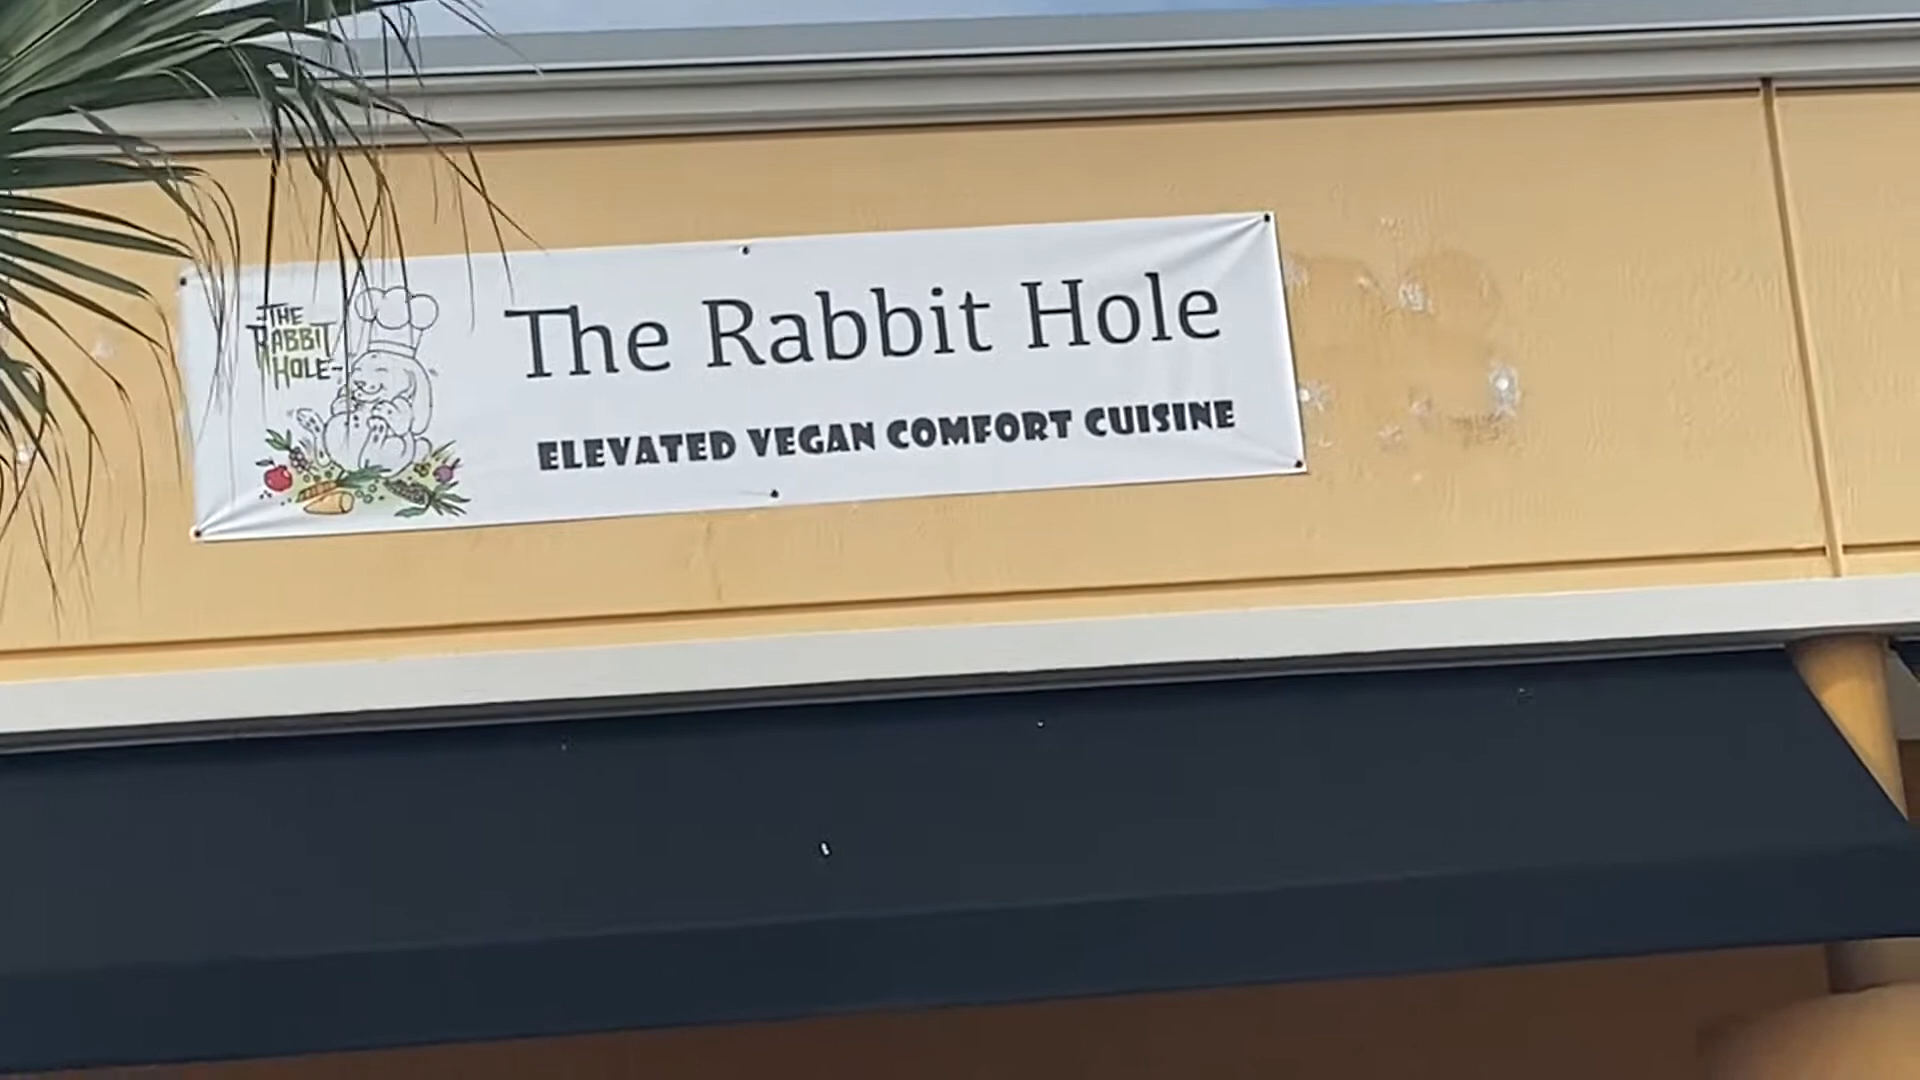 THE
RABBIT
HOLE
The Rabbit Hole
ELEVATED VEGAN COMFORT CUISINE